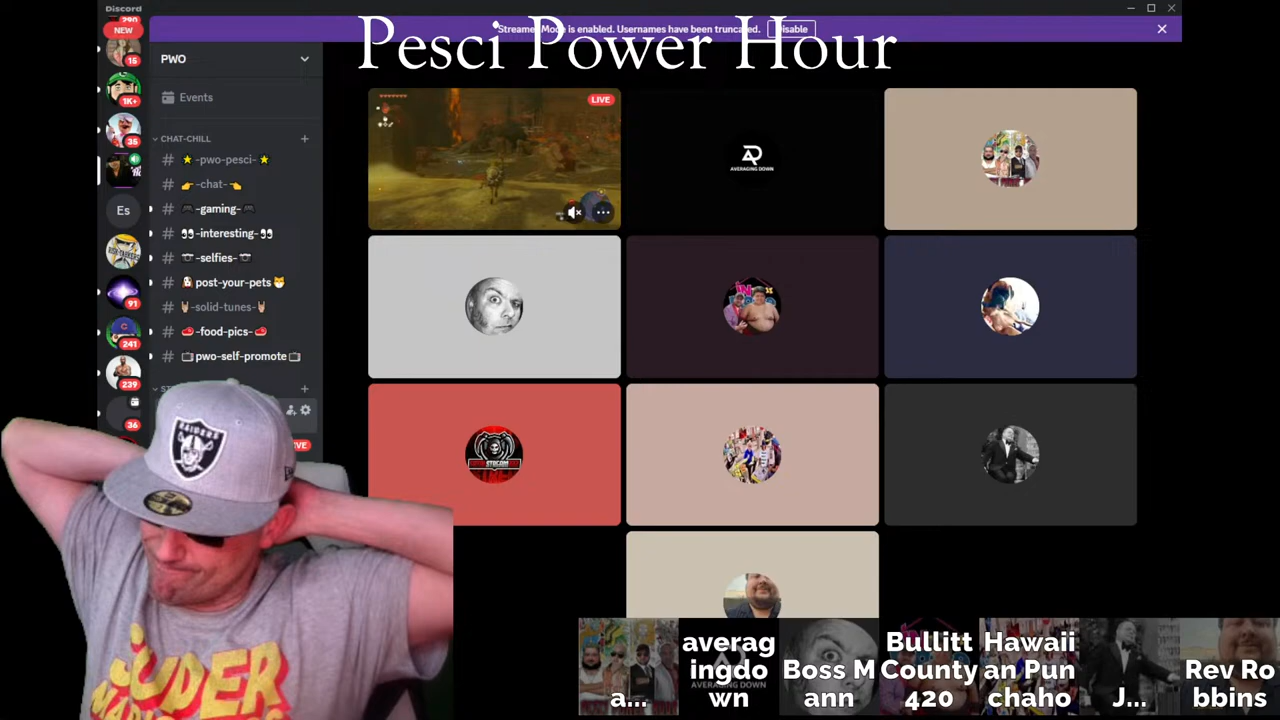 Discord
290
NEW
Streamer Mode is enabled. Usernames have been truncated. Disable
Pesci Power Hour
PWO
15
Events
1K+
CHAT-CHILL
35
# ⭐-pwo-pesci-⭐
# 👉-chat-👈
Es
# 🎮-gaming-🎮
# 👀-interesting-👀
# 📷-selfies-📷
# 🐶post-your-pets🐱
91
# 🤘-solid-tunes-🤘
241
# 🥩-food-pics-🥩
# 📺pwo-self-promote📺
239
36
LIVE
AVERAGING DOWN
RAIDERS
a...
averag
ingdo
wn
Boss M
ann
Bullitt
County
420
Hawaii
an Pun
chaho
J...
Rev Ro
bbins